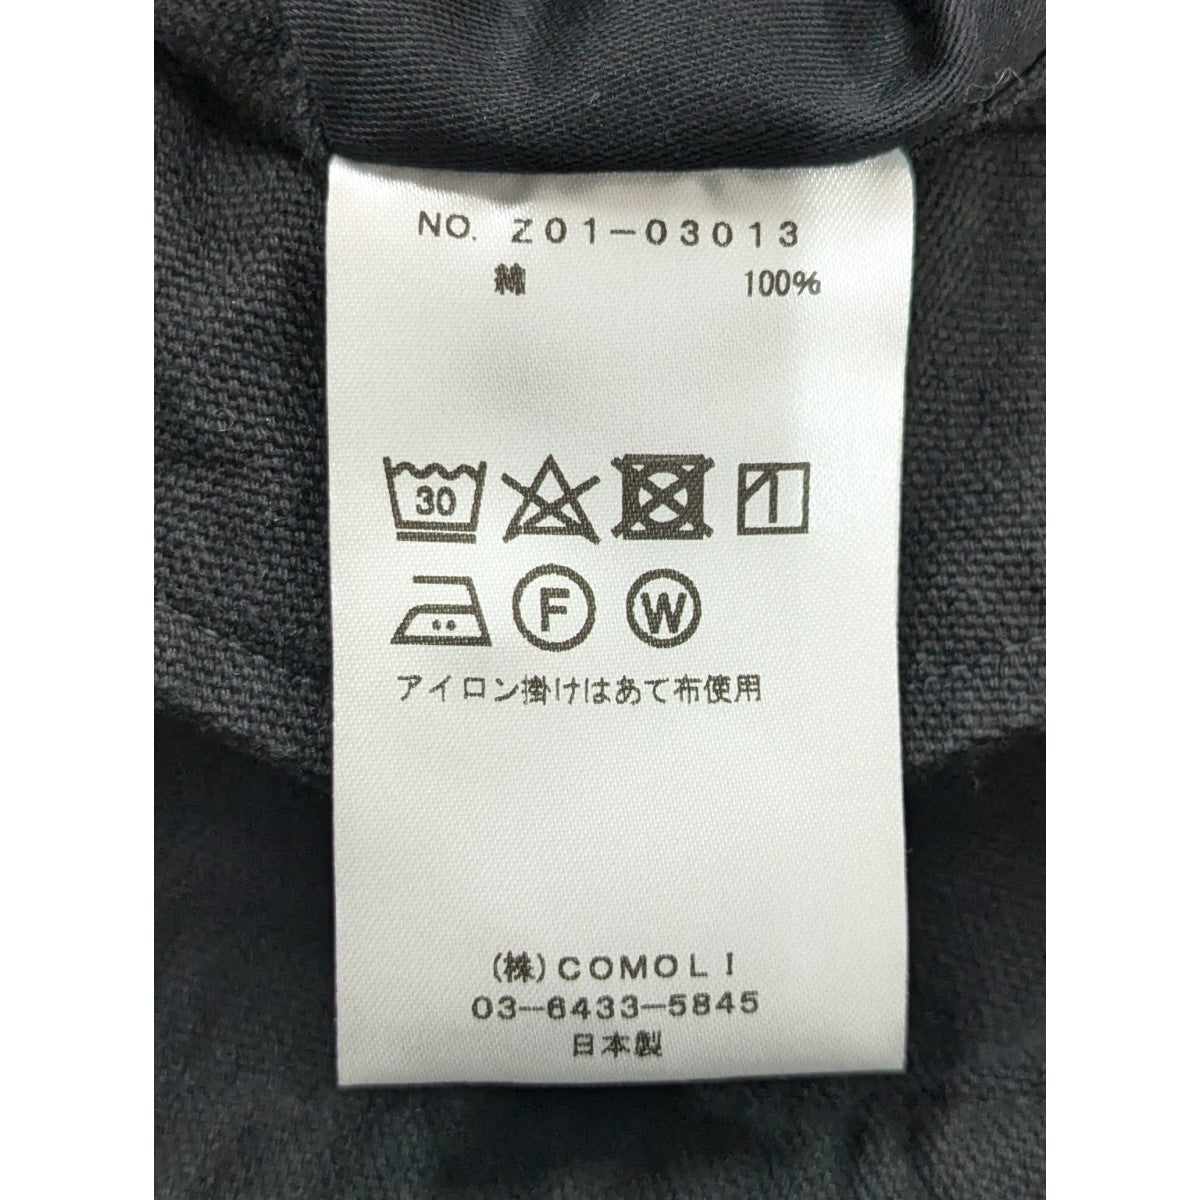 NO. Z01-03013
綿 100%
30
F W
アイロン掛けはあて布使用
(株)COMOLI
03-6433-5845
日本製